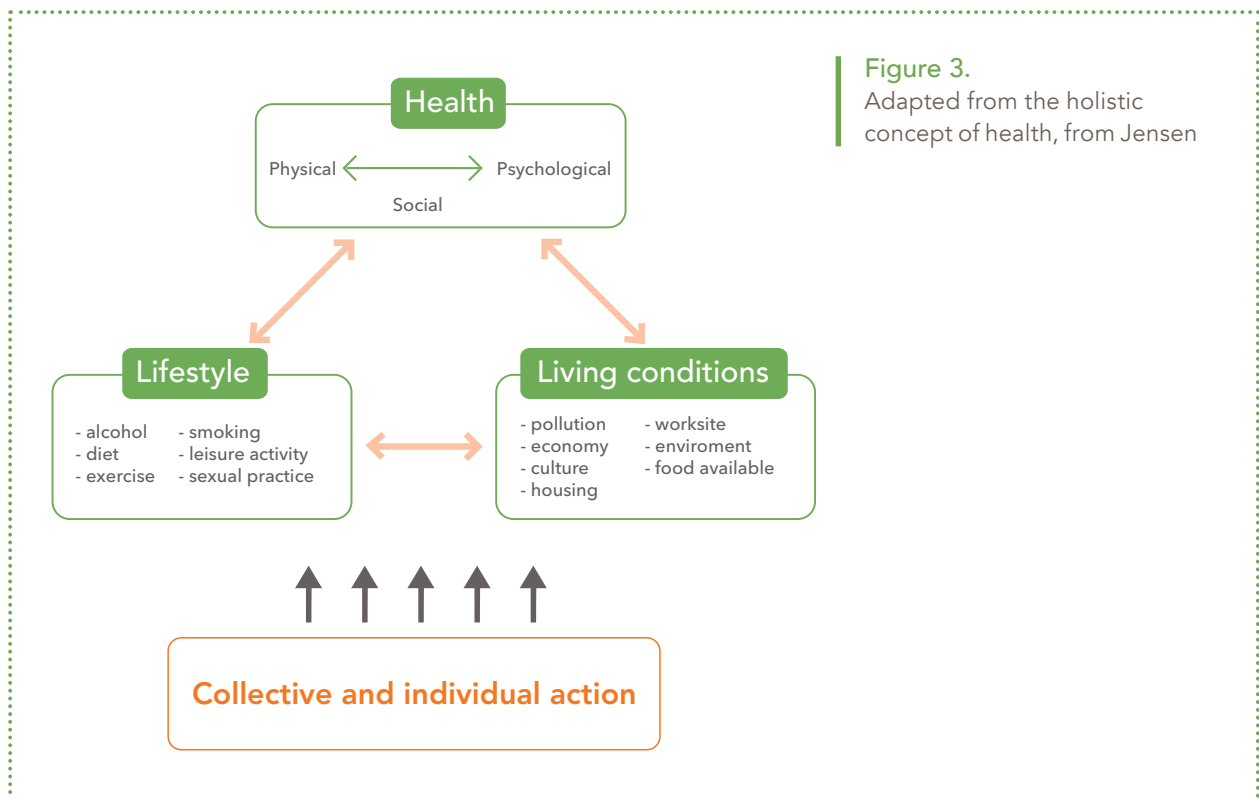 Figure 3.
Adapted from the holistic
concept of health, from Jensen
Health
Physical
Psychological
Social
Lifestyle
- alcohol
- diet
- exercise
- smoking
- leisure activity
- sexual practice
Living conditions
- pollution
- economy
- culture
- housing
- worksite
- enviroment
- food available
Collective and individual action